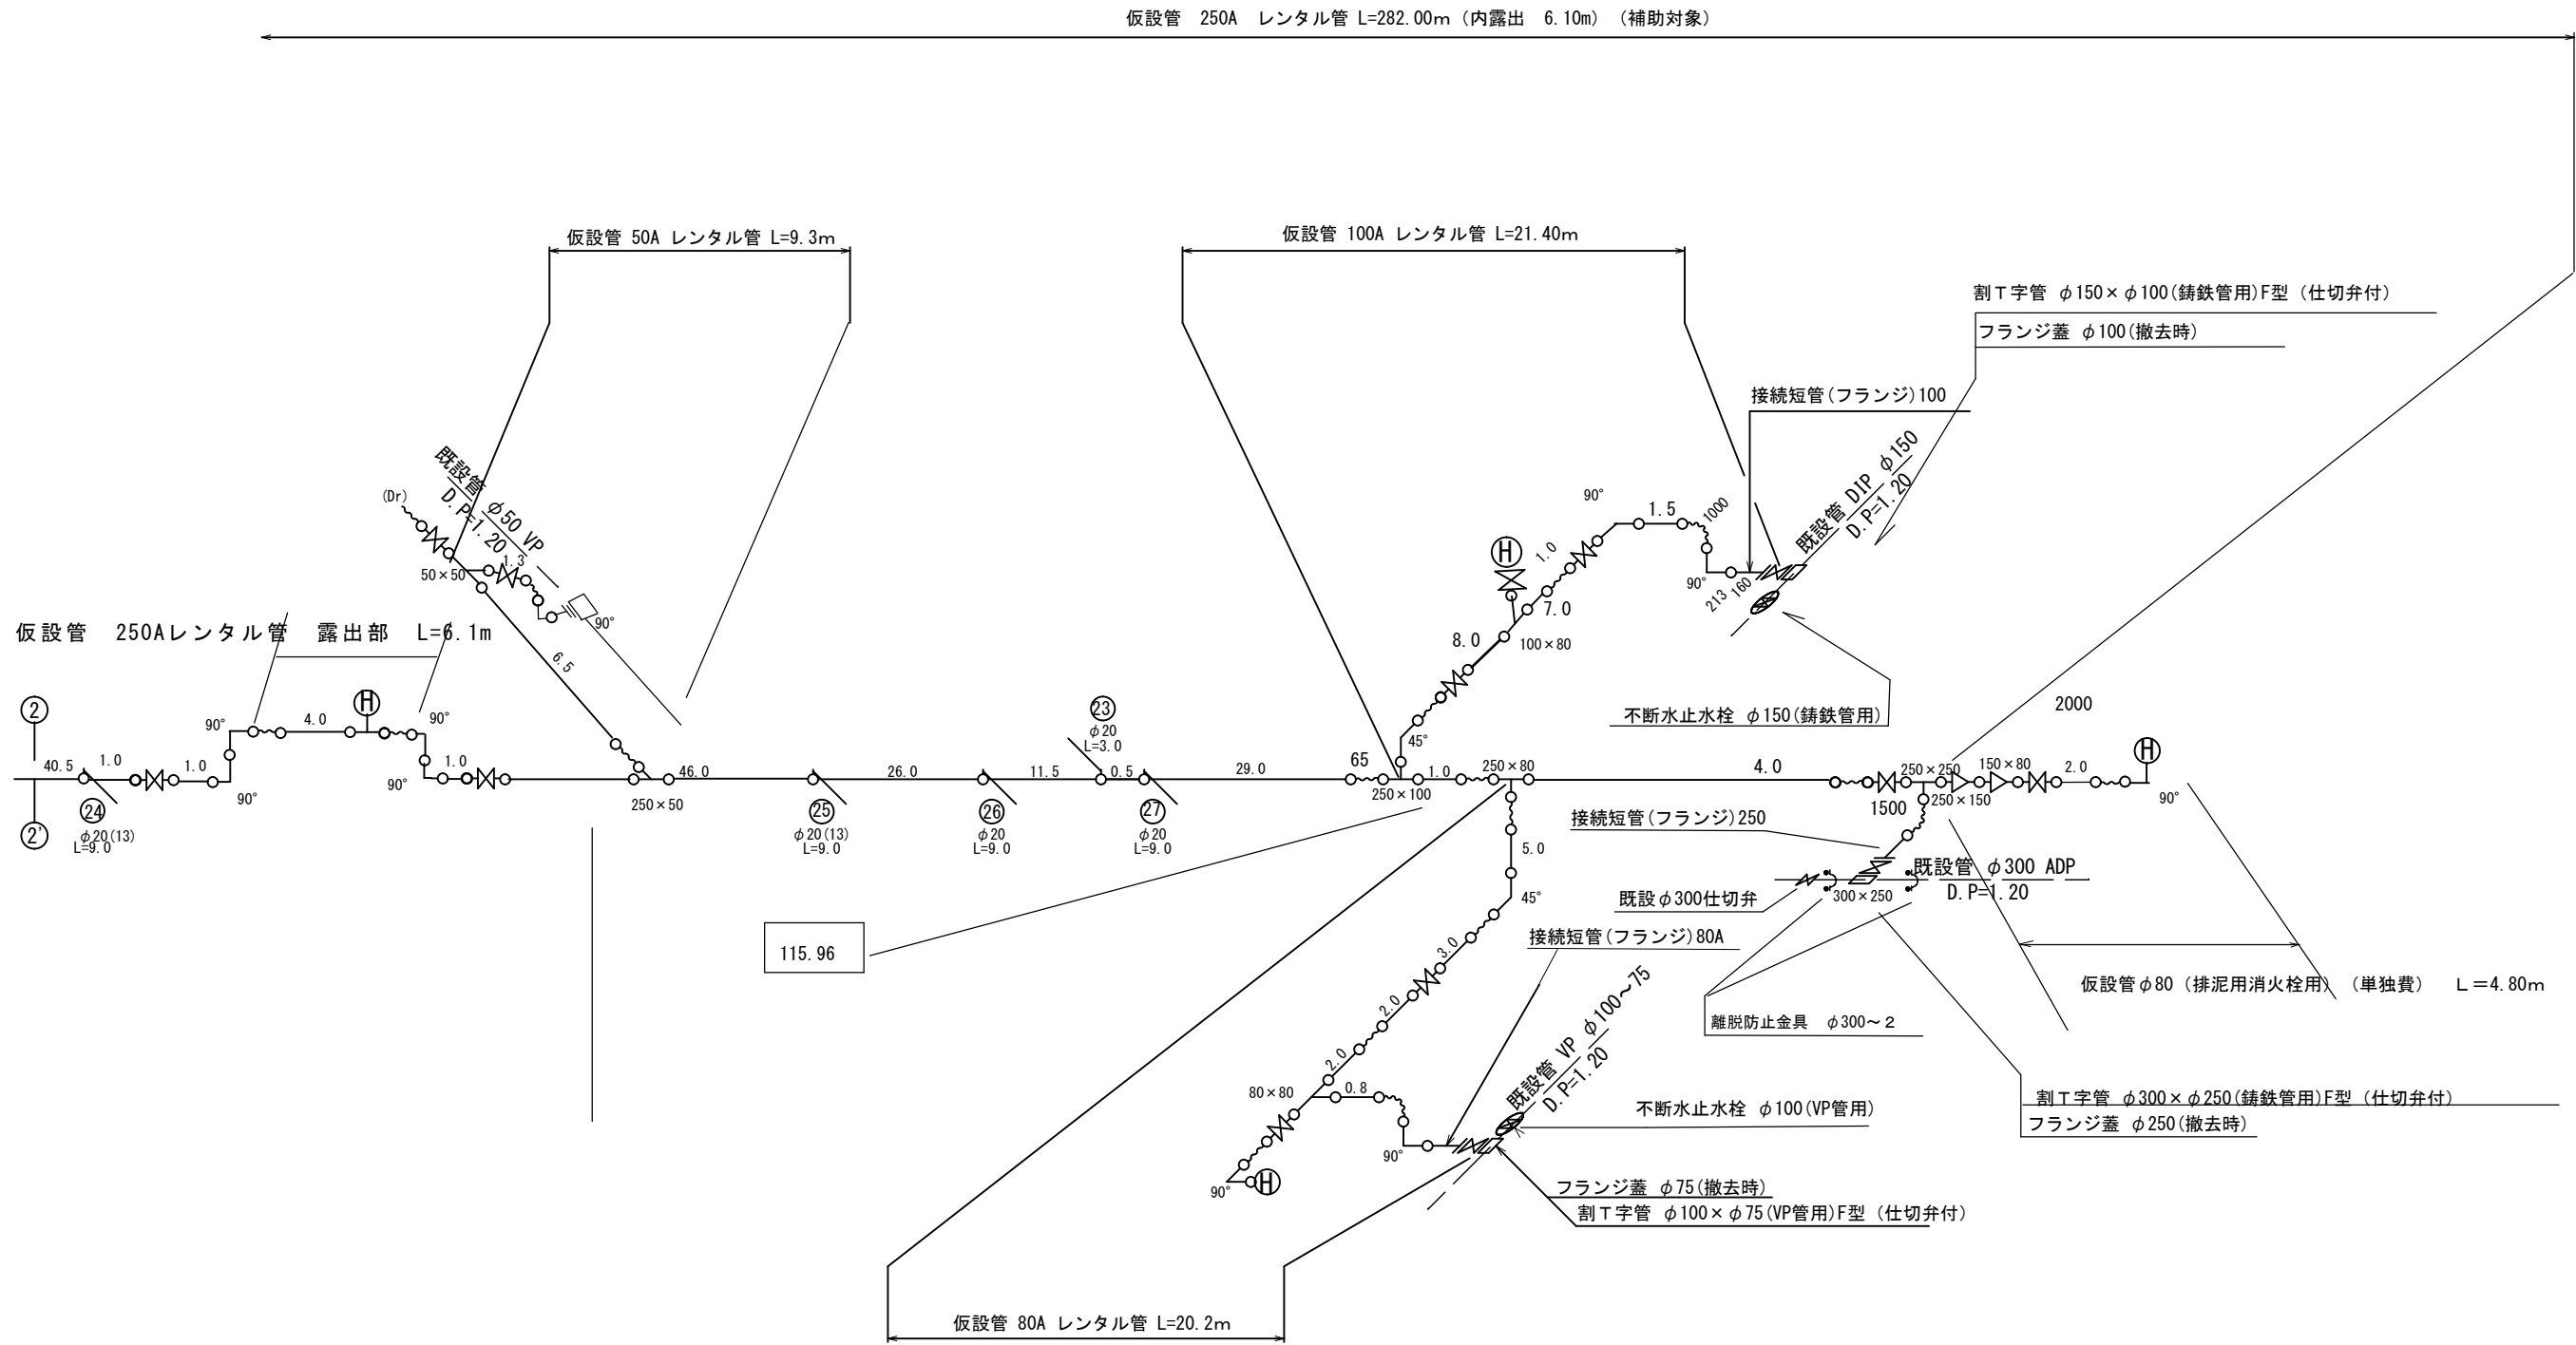 仮設管　250A　レンタル管 L=282.00m（内露出　6.10m）（補助対象）
仮設管 50A レンタル管 L=9.3m
仮設管 100A レンタル管 L=21.40m
割Ｔ字管 φ150×φ100(鋳鉄管用)F型（仕切弁付）
フランジ蓋 φ100(撤去時)
接続短管(フランジ)100
既設管 φ50 VP
D.P=1.20
(Dr)
50×50
1.3
90°
6.5
既設管 DIP φ150
D.P=1.20
90°
1.5
1000
H
1.0
90°
213
160
7.0
8.0
100×80
45°
不断水止水栓 φ150(鋳鉄管用)
仮設管　250Aレンタル管　露出部　L=6.1m
2
2'
40.5
1.0
1.0
90°
90°
4.0
H
90°
90°
1.0
24
φ20(13)
L=9.0
250×50
46.0
25
φ20(13)
L=9.0
26.0
26
φ20
L=9.0
11.5
23
φ20
L=3.0
0.5
27
φ20
L=9.0
29.0
65
250×100
1.0
250×80
4.0
2000
250×250
150×80
250×150
2.0
H
90°
1500
接続短管(フランジ)250
既設管 φ300 ADP
D.P=1.20
300×250
既設φ300仕切弁
5.0
45°
115.96
接続短管(フランジ)80A
3.0
2.0
2.0
離脱防止金具　φ300～2
仮設管φ80（排泥用消火栓用）（単独費）　Ｌ＝4.80m
既設管 VP φ100～75
D.P=1.20
80×80
0.8
90°
90°
H
不断水止水栓 φ100(VP管用)
割Ｔ字管 φ300×φ250(鋳鉄管用)F型（仕切弁付）
フランジ蓋 φ250(撤去時)
フランジ蓋 φ75(撤去時)
割Ｔ字管 φ100×φ75(VP管用)F型（仕切弁付）
仮設管 80A レンタル管 L=20.2m